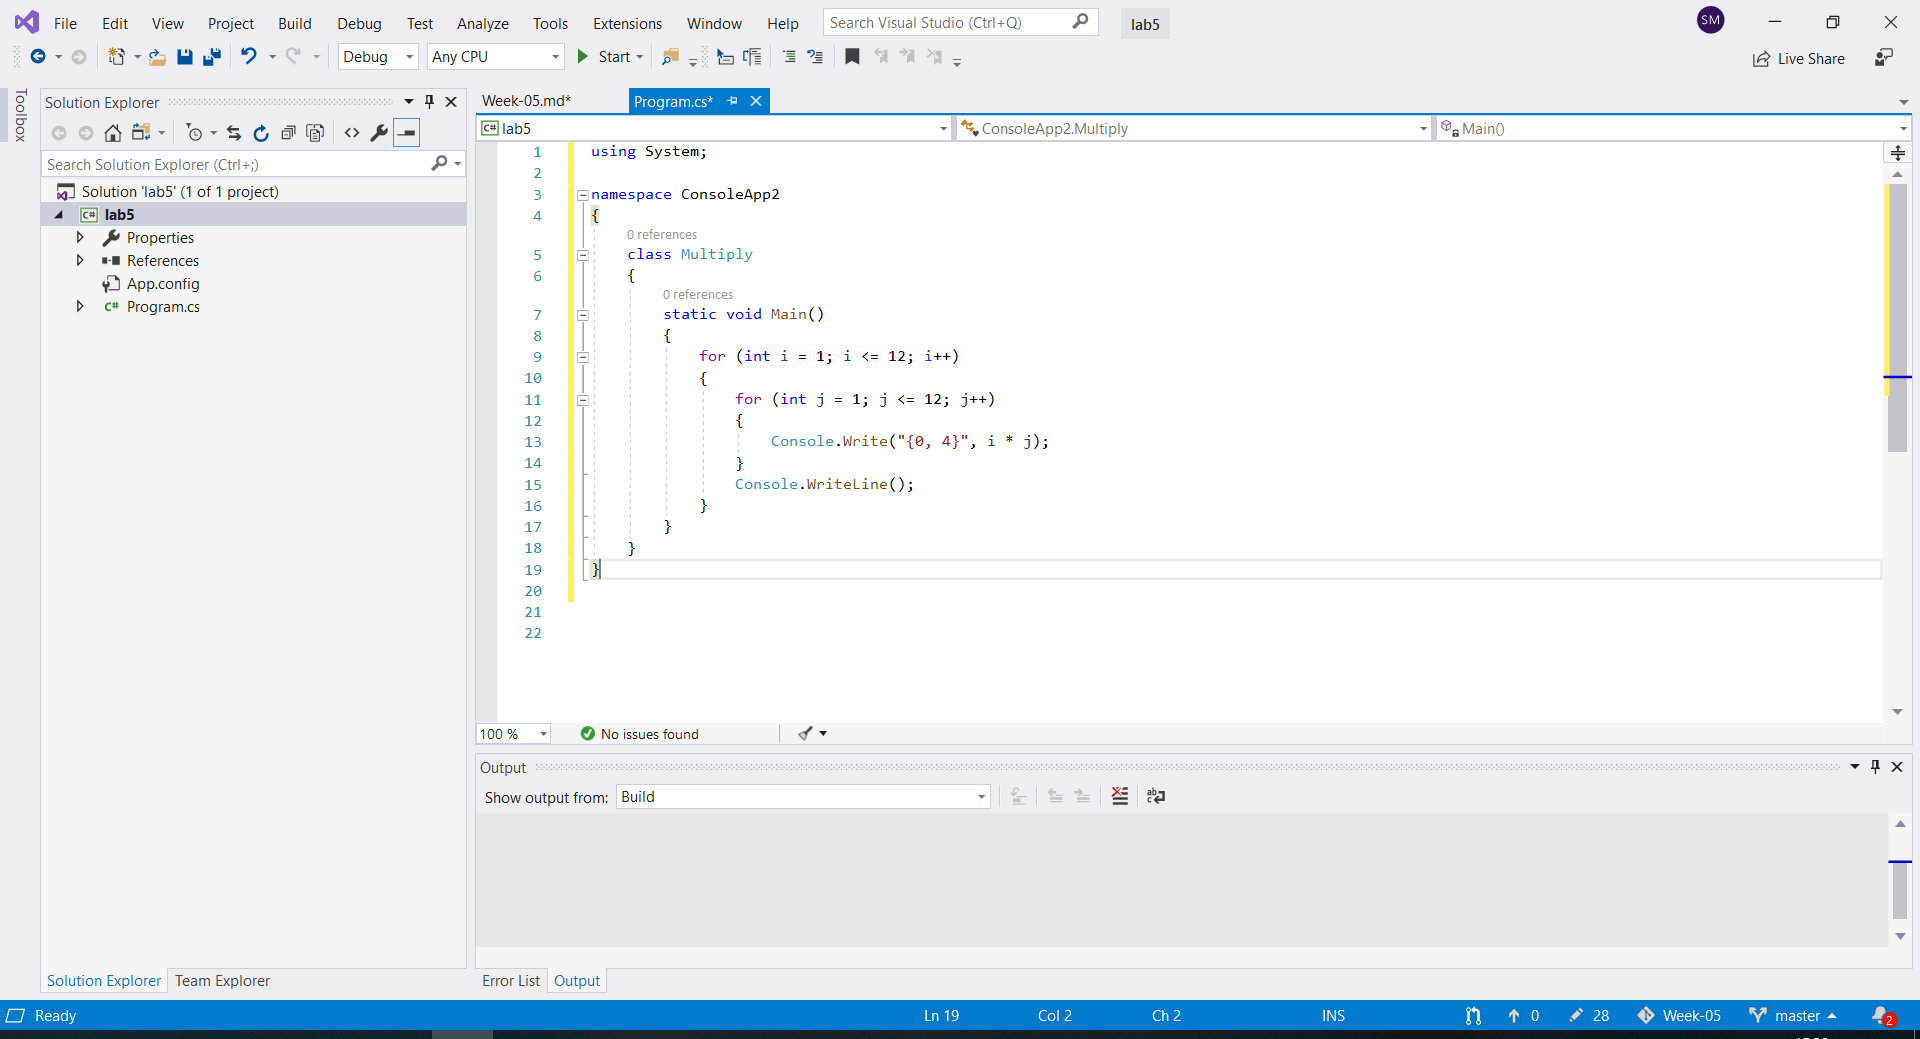 File Edit View Project Build Debug Test Analyze Tools Extensions Window Help Search Visual Studio (Ctrl+Q) lab5 SM
Debug Any CPU Start Live Share
Toolbox
Solution Explorer
Search Solution Explorer (Ctrl+;)
Solution 'lab5' (1 of 1 project)
C# lab5
Properties
References
App.config
C# Program.cs
Solution Explorer Team Explorer
Week-05.md* Program.cs*
C# lab5 ConsoleApp2.Multiply Main()
1 using System;
2
3 namespace ConsoleApp2
4 {
0 references
5 class Multiply
6 {
0 references
7 static void Main()
8 {
9 for (int i = 1; i <= 12; i++)
10 {
11 for (int j = 1; j <= 12; j++)
12 {
13 Console.Write("{0, 4}", i * j);
14 }
15 Console.WriteLine();
16 }
17 }
18 }
19 }
20
21
22
100 % No issues found
Output
Show output from: Build
Error List Output
Ready Ln 19 Col 2 Ch 2 INS 0 28 Week-05 master 2